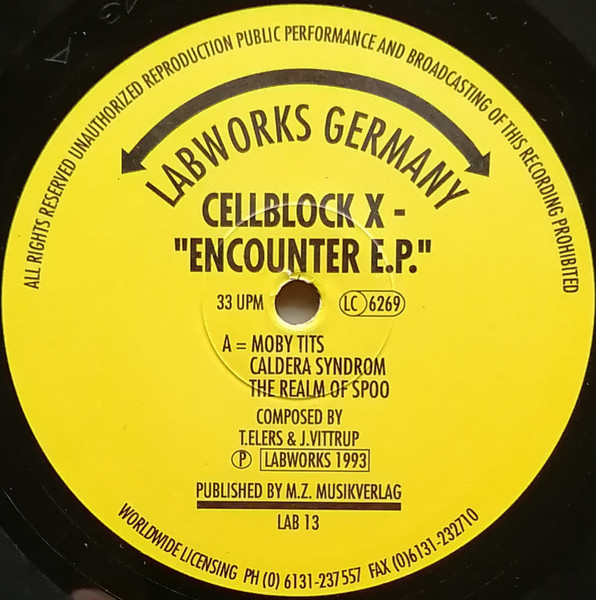 ALL RIGHTS RESERVED UNAUTHORIZED REPRODUCTION PUBLIC PERFORMANCE AND BROADCASTING OF THIS RECORDING PROHIBITED
LABWORKS GERMANY
CELLBLOCK X -
"ENCOUNTER E.P."
33 UPM LC 6269
A = MOBY TITS
CALDERA SYNDROM
THE REALM OF SPOO
COMPOSED BY
T.ELERS & J.VITTRUP
Ⓟ LABWORKS 1993
PUBLISHED BY M.Z. MUSIKVERLAG
LAB 13
WORLDWIDE LICENSING PH (0) 6131-237557 FAX (0)6131-232710